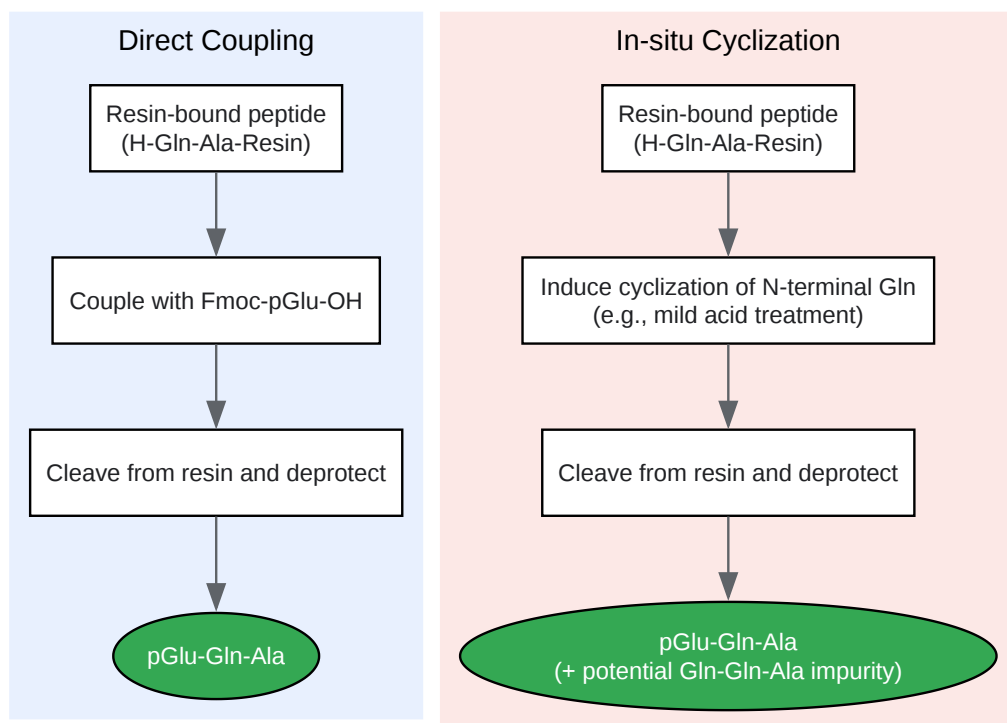 Direct Coupling
Resin-bound peptide
(H-Gln-Ala-Resin)
Couple with Fmoc-pGlu-OH
Cleave from resin and deprotect
pGlu-Gln-Ala
In-situ Cyclization
Resin-bound peptide
(H-Gln-Ala-Resin)
Induce cyclization of N-terminal Gln
(e.g., mild acid treatment)
Cleave from resin and deprotect
pGlu-Gln-Ala
(+ potential Gln-Gln-Ala impurity)